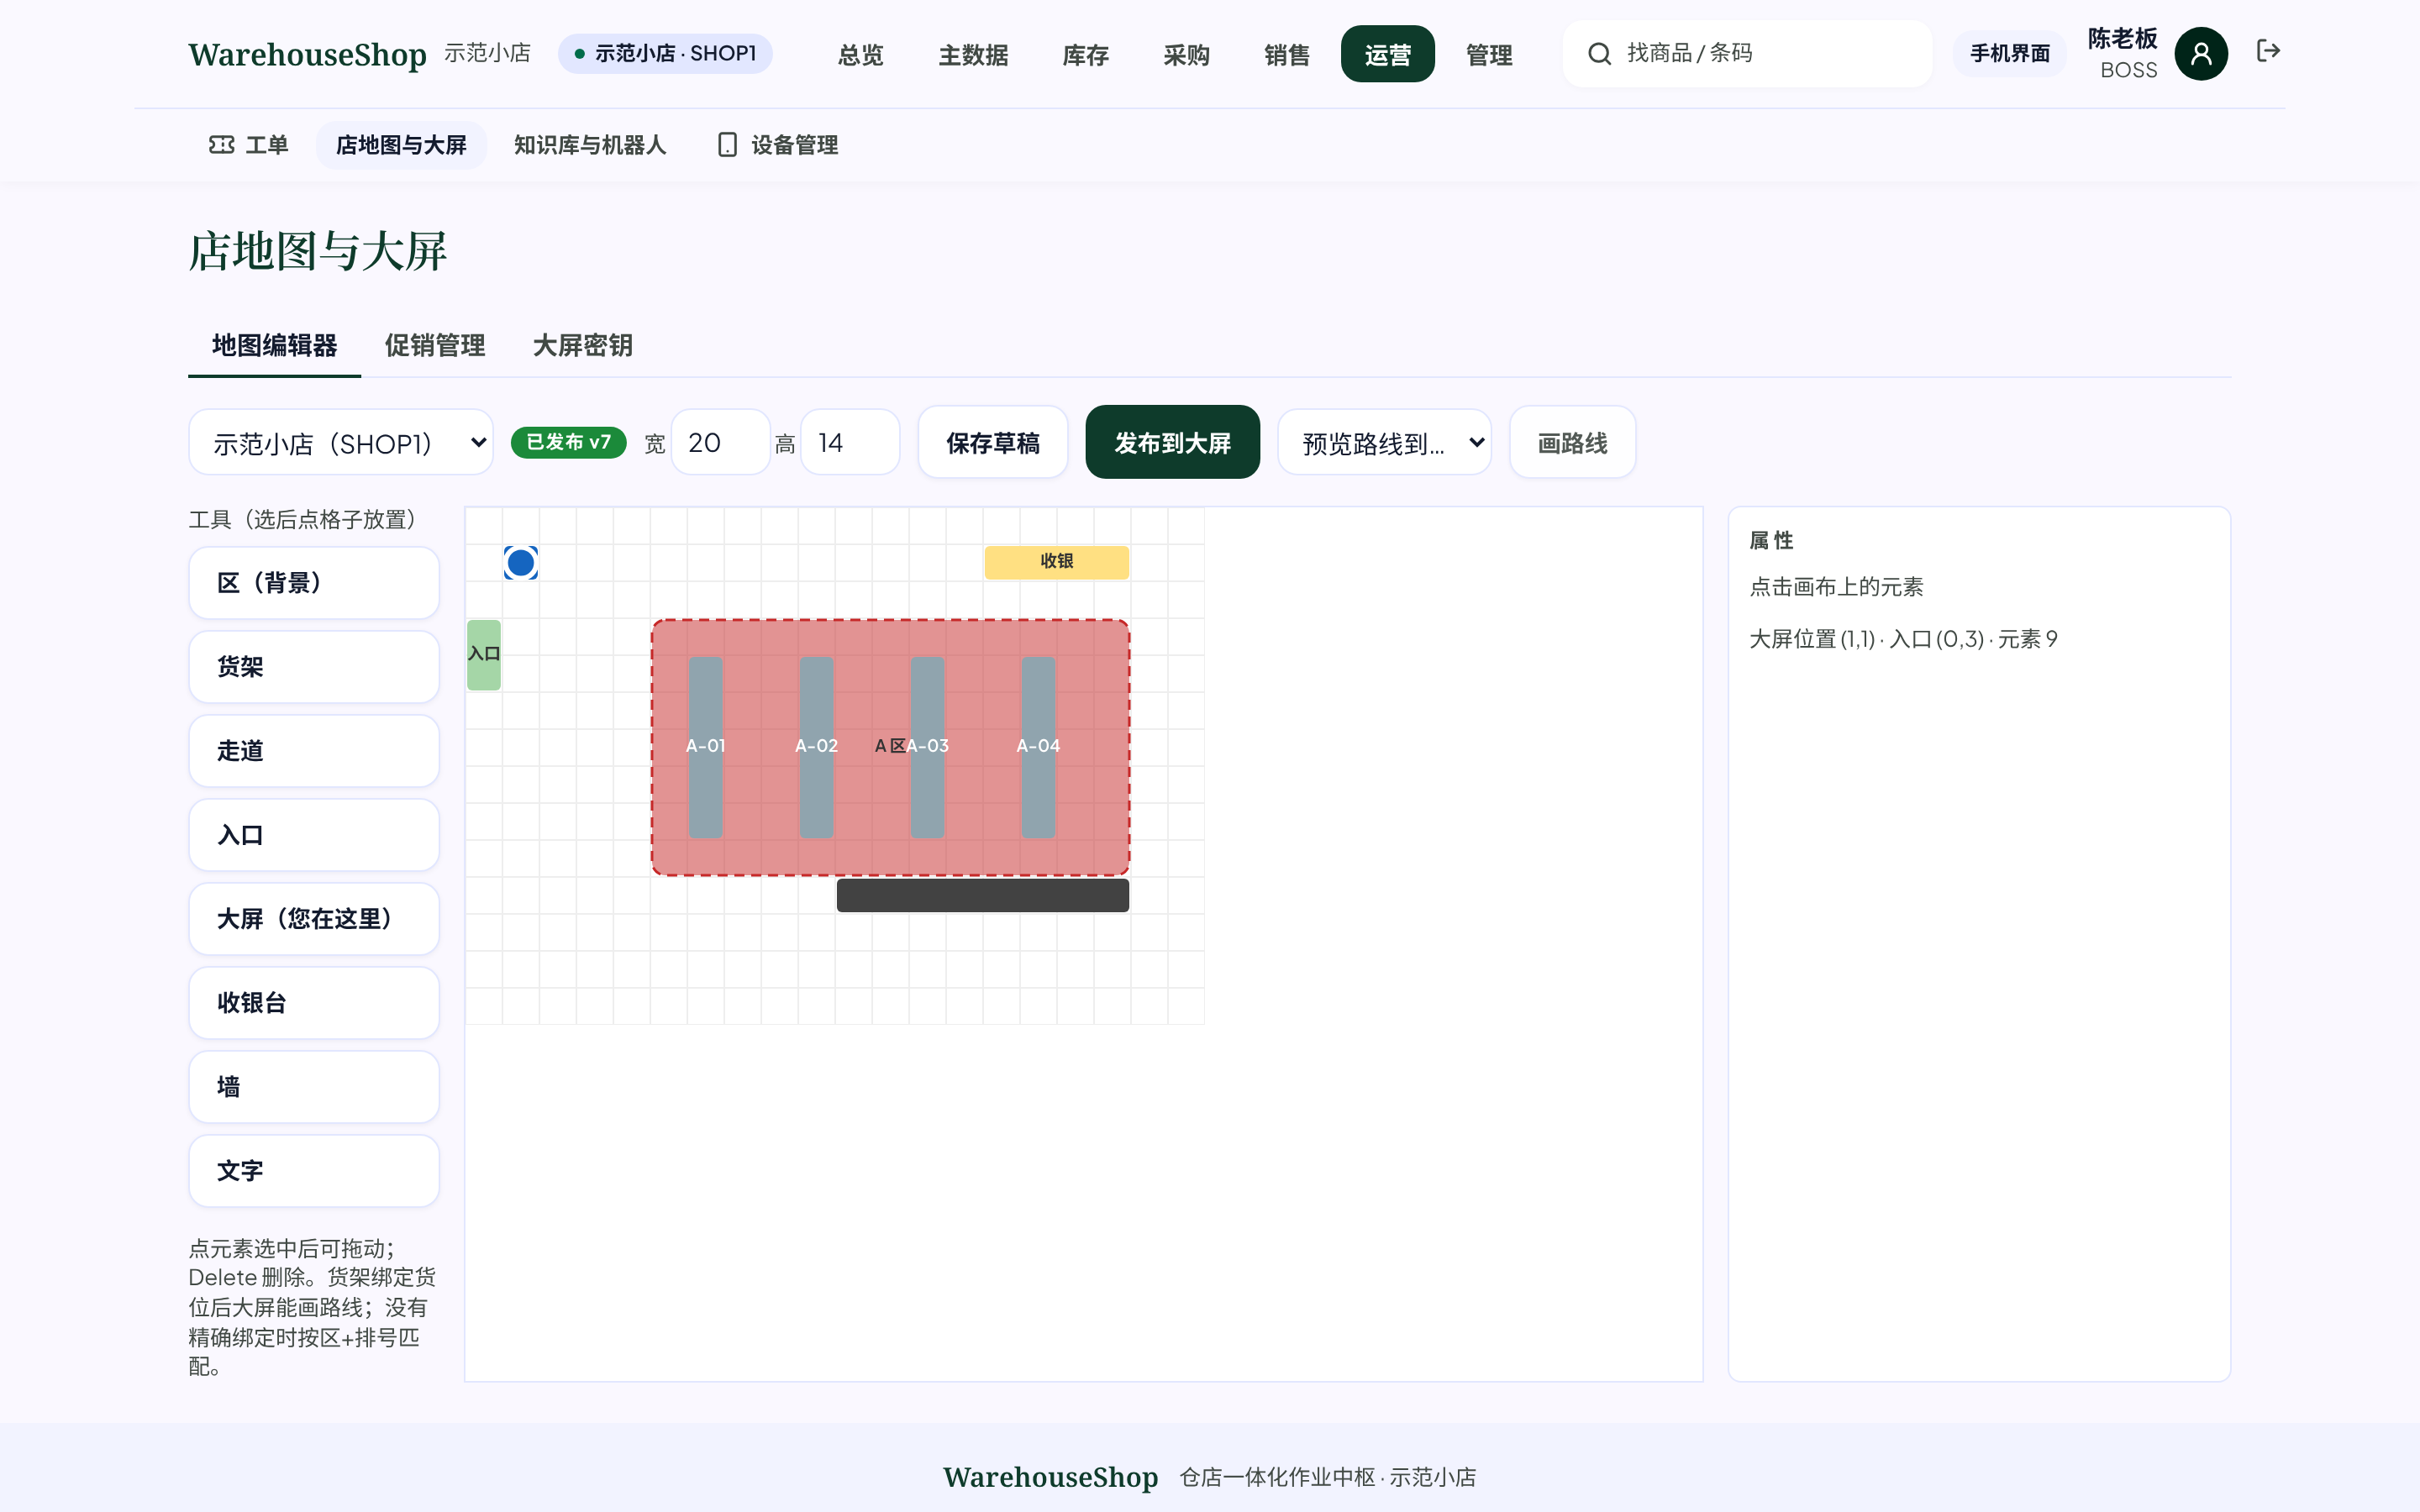 WarehouseShop 示范小店 示范小店 · SHOP1 总览 主数据 库存 采购 销售 运营 管理 找商品 / 条码 手机界面 陈老板
BOSS
工单 店地图与大屏 知识库与机器人 设备管理
店地图与大屏
地图编辑器 促销管理 大屏密钥
示范小店（SHOP1） 已发布 v7 宽 20 高 14 保存草稿 发布到大屏 预览路线到... 画路线
工具（选后点格子放置）
区（背景）
货架
走道
入口
大屏（您在这里）
收银台
墙
文字
点元素选中后可拖动；
Delete 删除。货架绑定货
位后大屏能画路线；没有
精确绑定时按区+排号匹
配。
收银
入口
A-01 A-02 A 区 A-03 A-04
属性
点击画布上的元素
大屏位置 (1,1) · 入口 (0,3) · 元素 9
WarehouseShop 仓店一体化作业中枢 · 示范小店